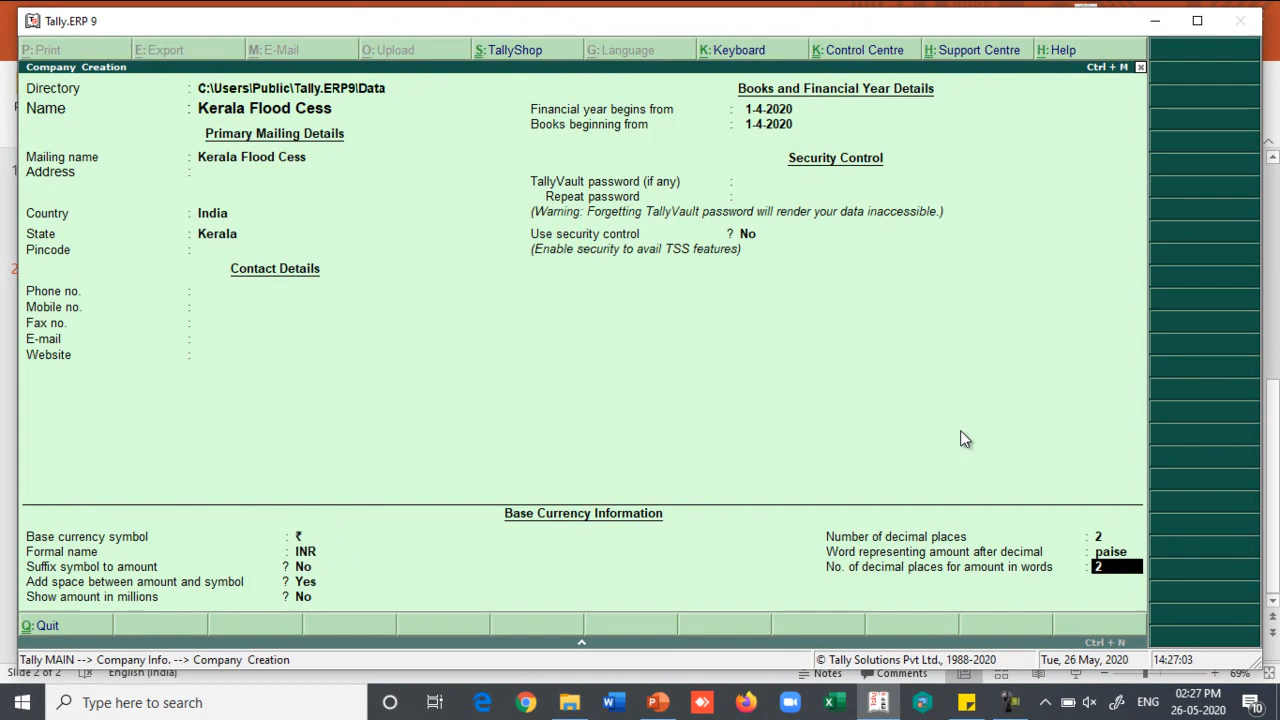 Tally.ERP 9
P: Print E: Export M: E-Mail O: Upload S: TallyShop G: Language K: Keyboard K: Control Centre H: Support Centre H: Help
Company Creation Ctrl + M
Directory : C:\Users\Public\Tally.ERP9\Data
Name : Kerala Flood Cess
Primary Mailing Details
Mailing name : Kerala Flood Cess
Address :
Country : India
State : Kerala
Pincode :
Contact Details
Phone no. :
Mobile no. :
Fax no. :
E-mail :
Website :
Books and Financial Year Details
Financial year begins from : 1-4-2020
Books beginning from : 1-4-2020
Security Control
TallyVault password (if any) :
Repeat password :
(Warning: Forgetting TallyVault password will render your data inaccessible.)
Use security control ? No
(Enable security to avail TSS features)
Base Currency Information
Base currency symbol : ₹
Formal name : INR
Suffix symbol to amount ? No
Add space between amount and symbol ? Yes
Show amount in millions ? No
Number of decimal places : 2
Word representing amount after decimal : paise
No. of decimal places for amount in words : 2
Q: Quit
Ctrl + N
Tally MAIN --> Company Info. --> Company Creation © Tally Solutions Pvt Ltd., 1988-2020 Tue, 26 May, 2020 14:27:03
Slide 2 of 2 English (India) Notes Comments 69%
Type here to search ENG 02:27 PM
26-05-2020 10